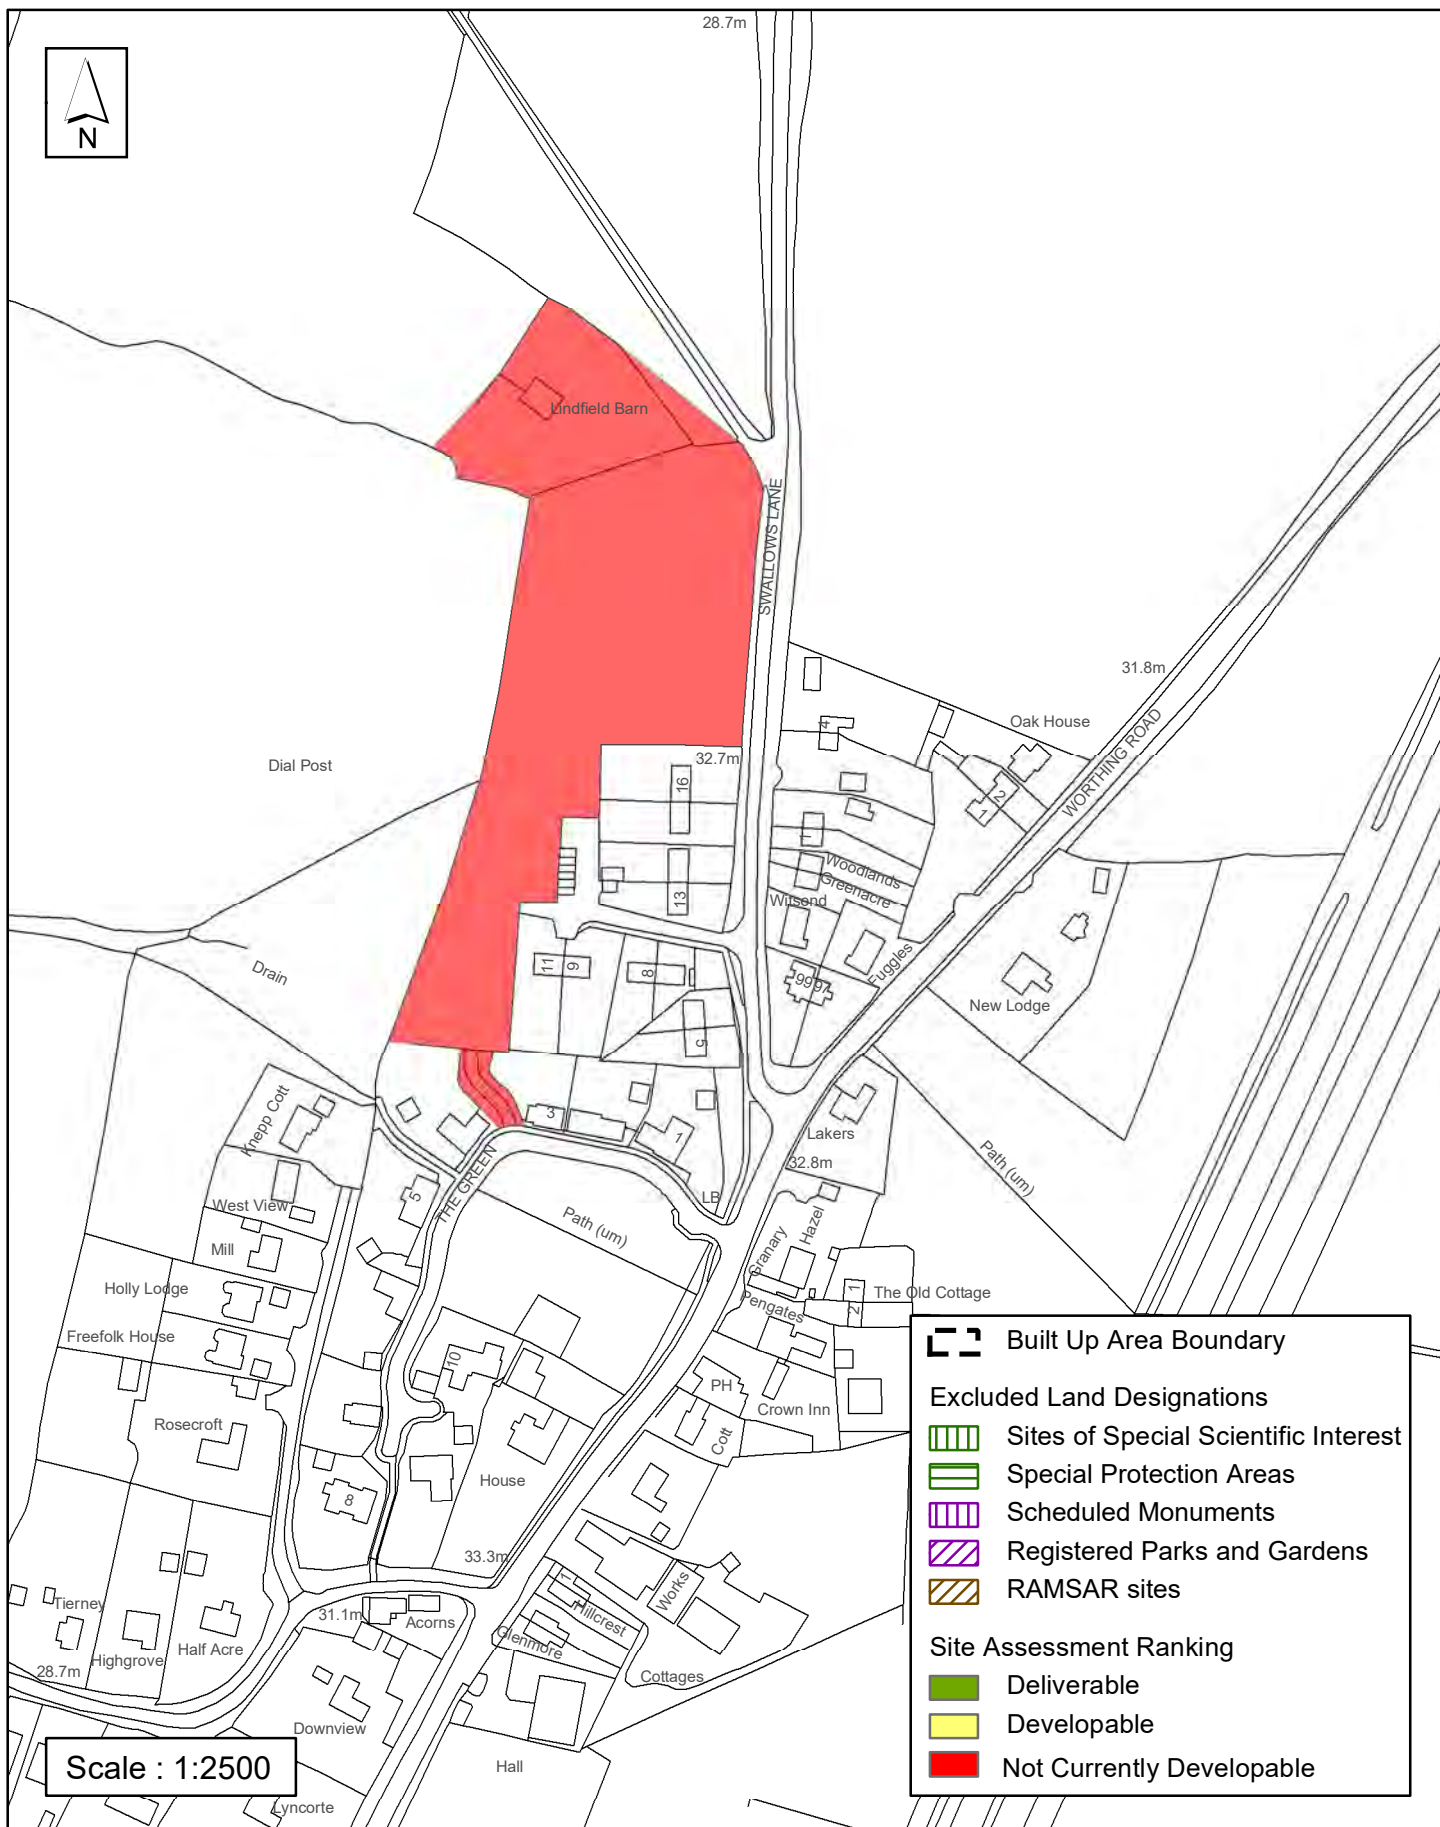 28.7m
N
Lindfield Barn
SWALLOWS LANE
31.8m
Oak House
WORTHING ROAD
4
32.7m
Dial Post
16
2
1
1
Woodlands
Greenacre
Witsend
13
Fuggles
Drain
11
9
8
9997
New Lodge
5
Knepp Cott
3
1
Lakers
32.8m
Path (um)
THE GREEN
5
West View
LB
Path (um)
Mill
Granary
Hazel
Holly Lodge
The Old Cottage
1
2
Pengates
Freefolk House
10
PH
Crown Inn
Rosecroft
Cott
House
8
33.3m
Works
1
Hillcrest
Tierney
31.1m
Acorns
Glenmore
Highgrove
Half Acre
28.7m
Cottages
Downview
Hall
Lyncorte
Scale : 1:2500
Built Up Area Boundary
Excluded Land Designations
Sites of Special Scientific Interest
Special Protection Areas
Scheduled Monuments
Registered Parks and Gardens
RAMSAR sites
Site Assessment Ranking
Deliverable
Developable
Not Currently Developable